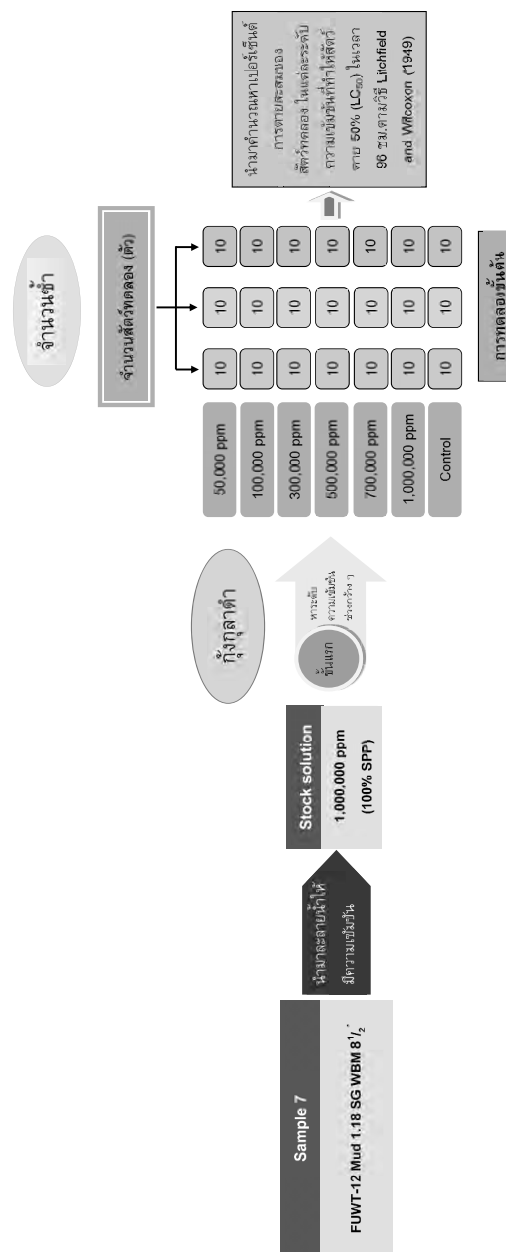 Sample 7
FUWT-12 Mud 1.18 SG WBM 8 1/2"
นำมาละลายน้ำให้
มีความเข้มข้น
Stock solution
1,000,000 ppm
(100% SPP)
กุ้งกุลาดำ
ขั้นแรก
หาระดับ
ความเข้มข้น
ช่วงกว้าง ๆ
จำนวนซ้ำ
จำนวนสัตว์ทดลอง (ตัว)
50,000 ppm 10 10 10
100,000 ppm 10 10 10
300,000 ppm 10 10 10
500,000 ppm 10 10 10
700,000 ppm 10 10 10
1,000,000 ppm 10 10 10
Control 10 10 10
การทดลองขั้นต้น
นำมาคำนวณหาเปอร์เซ็นต์
การตายสะสมของ
สัตว์ทดลอง ในแต่ละระดับ
ความเข้มข้นที่ทำให้สัตว์
ตาย 50% (LC50) ในเวลา
96 ชม.ตามวิธี Litchfield
and Wilcoxon (1949)